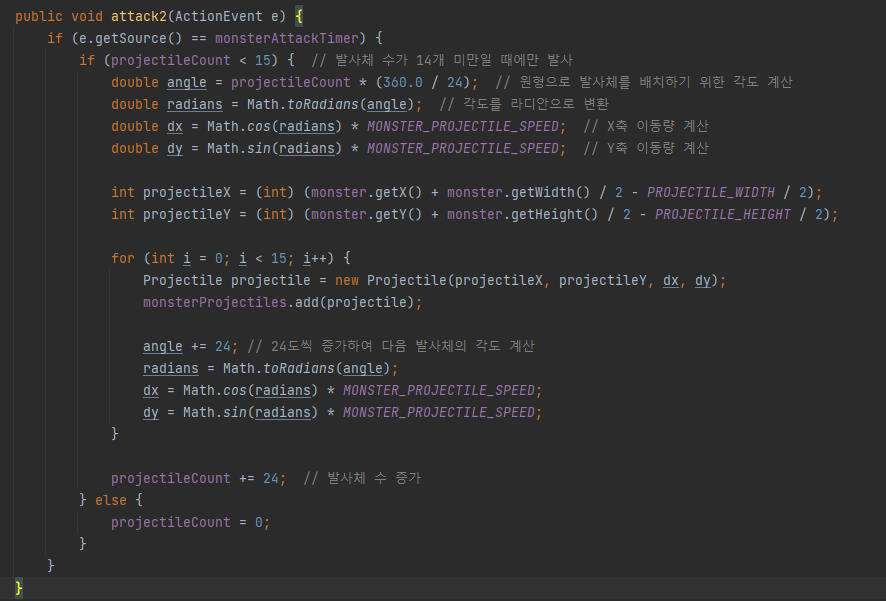 public void attack2(ActionEvent e) {
if (e.getSource() == monsterAttackTimer) {
if (projectileCount < 15) {  // 발사체 수가 14개 미만일 때에만 발사
double angle = projectileCount * (360.0 / 24);  // 원형으로 발사체를 배치하기 위한 각도 계산
double radians = Math.toRadians(angle);  // 각도를 라디안으로 변환
double dx = Math.cos(radians) * MONSTER_PROJECTILE_SPEED;  // X축 이동량 계산
double dy = Math.sin(radians) * MONSTER_PROJECTILE_SPEED;  // Y축 이동량 계산
int projectileX = (int) (monster.getX() + monster.getWidth() / 2 - PROJECTILE_WIDTH / 2);
int projectileY = (int) (monster.getY() + monster.getHeight() / 2 - PROJECTILE_HEIGHT / 2);
for (int i = 0; i < 15; i++) {
Projectile projectile = new Projectile(projectileX, projectileY, dx, dy);
monsterProjectiles.add(projectile);
angle += 24; // 24도씩 증가하여 다음 발사체의 각도 계산
radians = Math.toRadians(angle);
dx = Math.cos(radians) * MONSTER_PROJECTILE_SPEED;
dy = Math.sin(radians) * MONSTER_PROJECTILE_SPEED;
}
projectileCount += 24;  // 발사체 수 증가
} else {
projectileCount = 0;
}
}
}